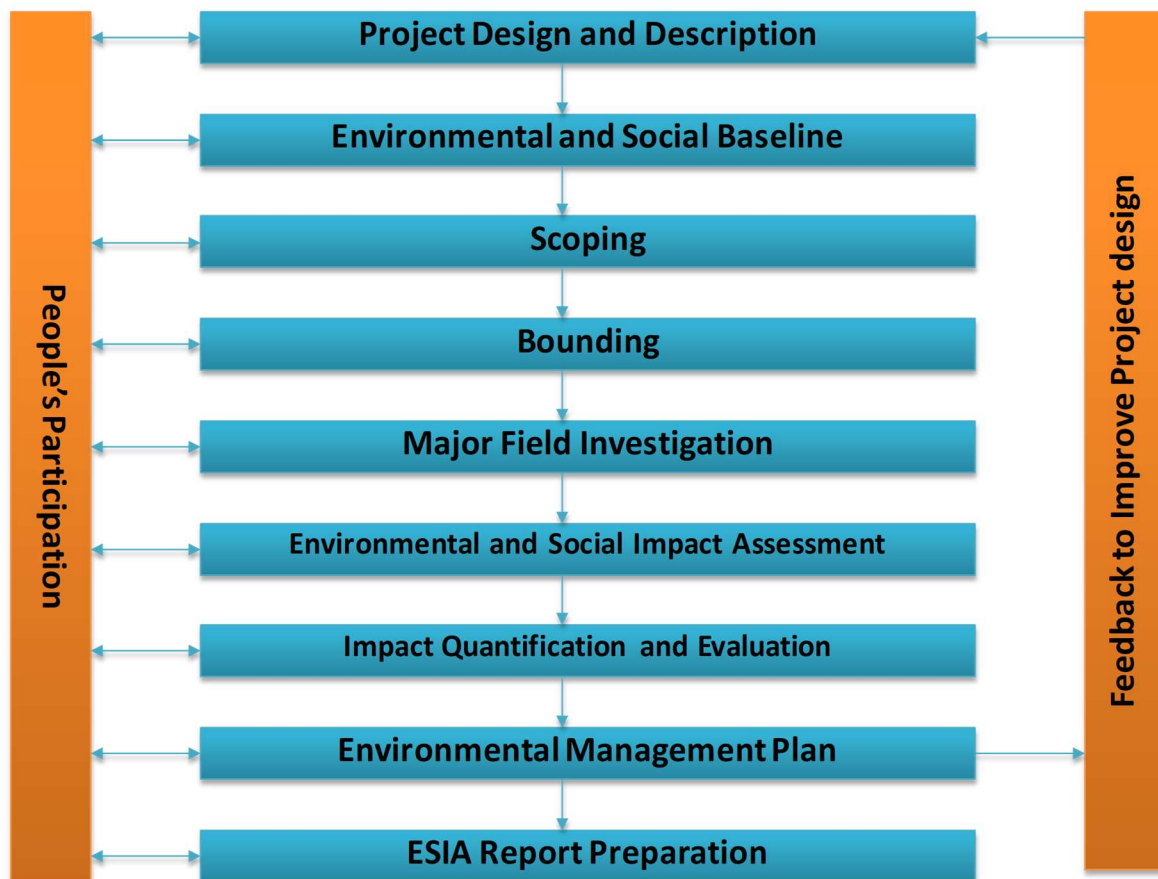 Project Design and Description
Environmental and Social Baseline
Scoping
Bounding
Major Field Investigation
Environmental and Social Impact Assessment
Impact Quantification and Evaluation
Environmental Management Plan
ESIA Report Preparation
People's Participation
Feedback to Improve Project design